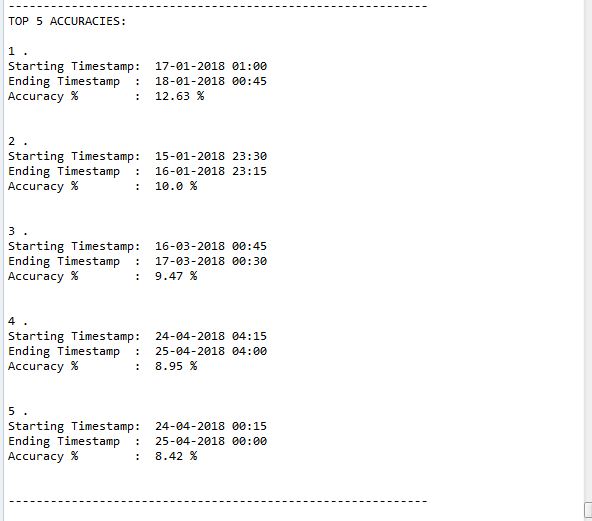 ------------------------------------------------------------
TOP 5 ACCURACIES:
1 .
Starting Timestamp:  17-01-2018 01:00
Ending Timestamp  :  18-01-2018 00:45
Accuracy %        :  12.63 %
2 .
Starting Timestamp:  15-01-2018 23:30
Ending Timestamp  :  16-01-2018 23:15
Accuracy %        :  10.0 %
3 .
Starting Timestamp:  16-03-2018 00:45
Ending Timestamp  :  17-03-2018 00:30
Accuracy %        :  9.47 %
4 .
Starting Timestamp:  24-04-2018 04:15
Ending Timestamp  :  25-04-2018 04:00
Accuracy %        :  8.95 %
5 .
Starting Timestamp:  24-04-2018 00:15
Ending Timestamp  :  25-04-2018 00:00
Accuracy %        :  8.42 %
------------------------------------------------------------